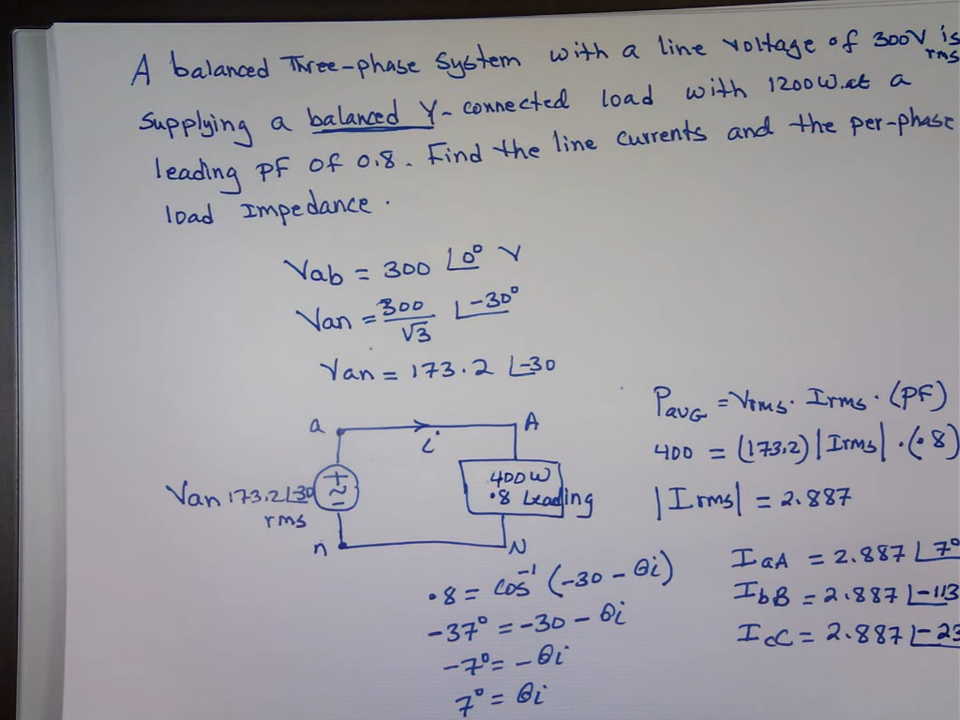 A balanced Three-phase System with a line voltage of 300V is
rms
Supplying a balanced Y-connected load with 1200W.at a
leading PF of 0.8. Find the line currents and the per-phase
load Impedance.
Vab = 300 ∠0° V
Van = 300/√3 ∠-30°
Van = 173.2 ∠-30
PAVG = Vrms. Irms. (PF)
400 = (173.2) |Irms| .(.8)
|Irms| = 2.887
a
i
A
Van 173.2∠-30
rms
+
~
-
400W
.8 Leading
n
N
.8 = cos⁻¹ (-30 - θi)
-37° = -30 - θi
-7° = -θi
7° = θi
IaA = 2.887 ∠7°
IbB = 2.887 ∠-113
IcC = 2.887 ∠-23